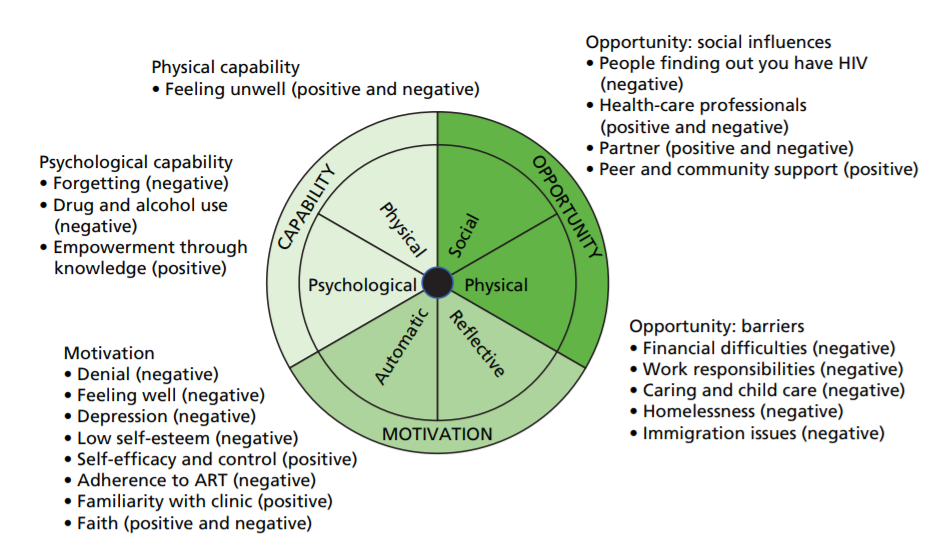 Physical capability
• Feeling unwell (positive and negative)
Opportunity: social influences
• People finding out you have HIV
(negative)
• Health-care professionals
(positive and negative)
• Partner (positive and negative)
• Peer and community support (positive)
Psychological capability
• Forgetting (negative)
• Drug and alcohol use
(negative)
• Empowerment through
knowledge (positive)
CAPABILITY
Physical
Psychological
OPPORTUNITY
Social
Physical
MOTIVATION
Automatic
Reflective
Motivation
• Denial (negative)
• Feeling well (negative)
• Depression (negative)
• Low self-esteem (negative)
• Self-efficacy and control (positive)
• Adherence to ART (negative)
• Familiarity with clinic (positive)
• Faith (positive and negative)
Opportunity: barriers
• Financial difficulties (negative)
• Work responsibilities (negative)
• Caring and child care (negative)
• Homelessness (negative)
• Immigration issues (negative)